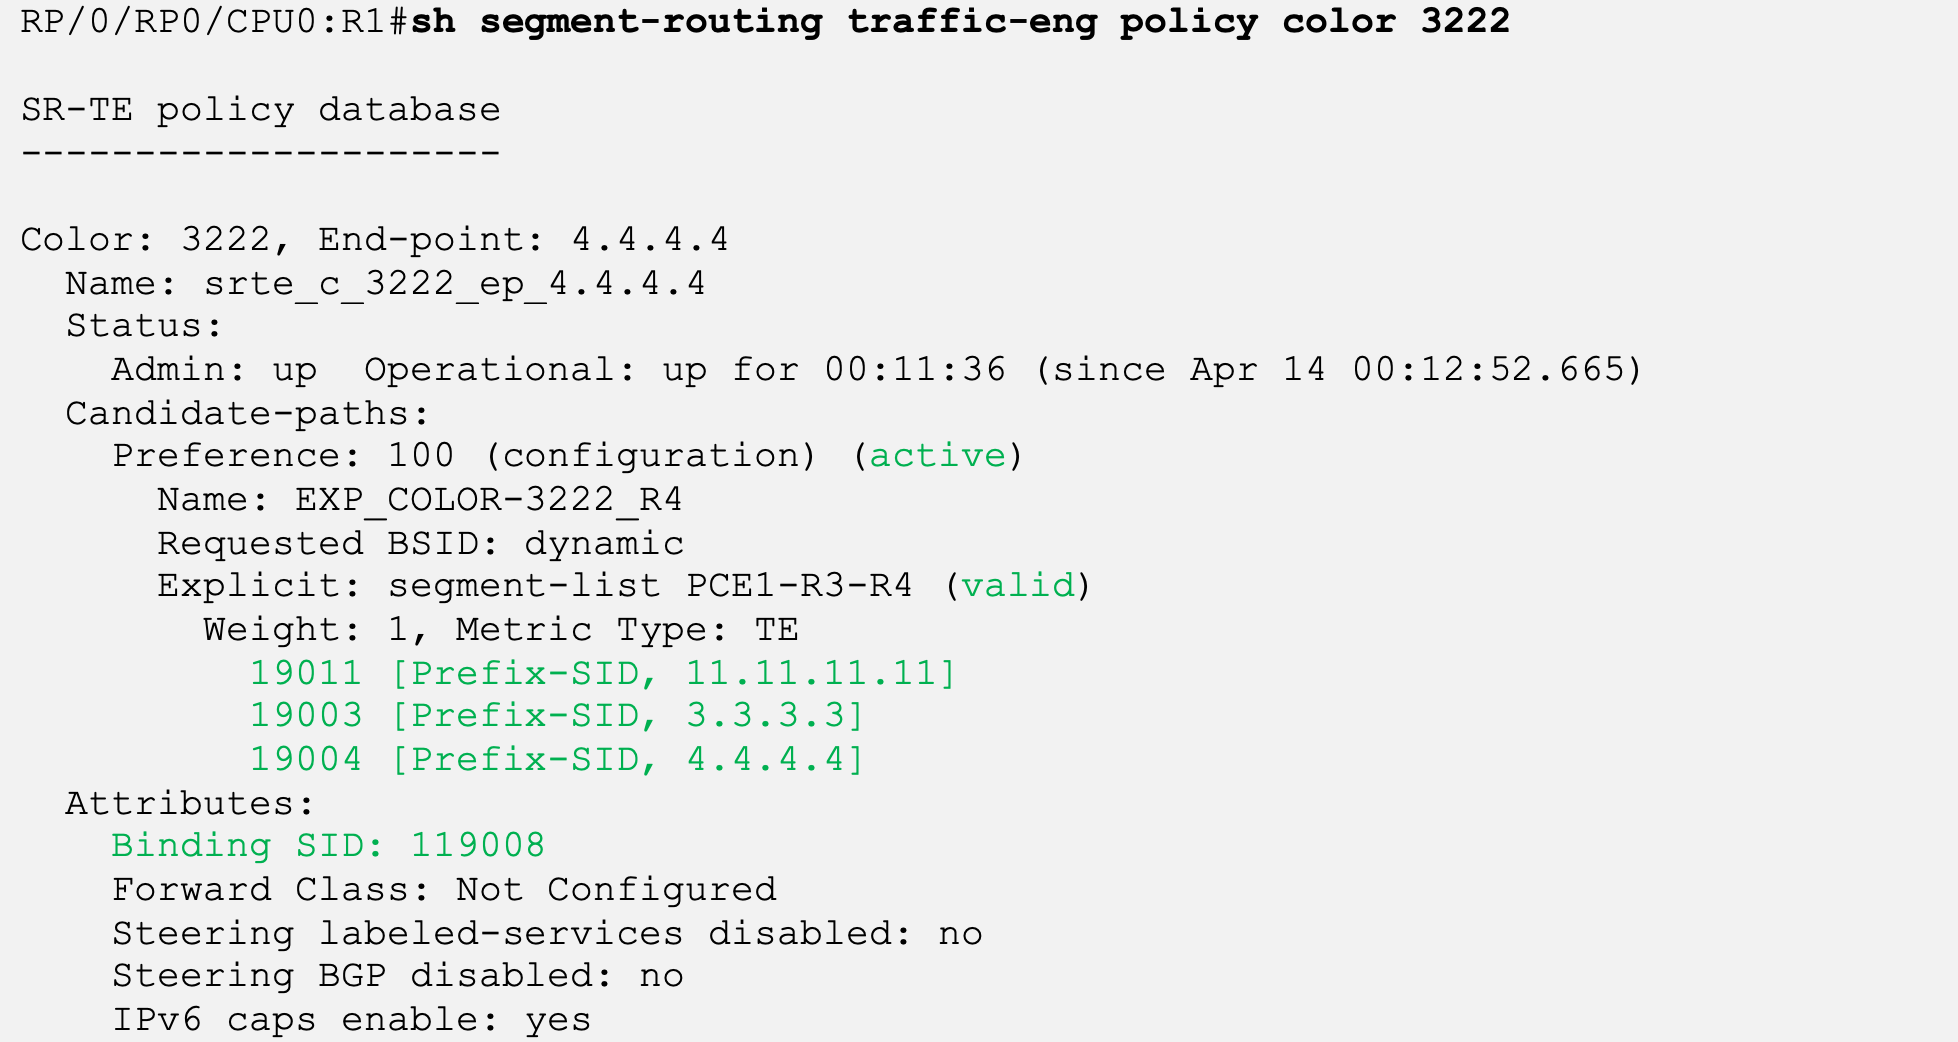 RP/0/RP0/CPU0:R1#sh segment-routing traffic-eng policy color 3222
SR-TE policy database
---------------------
Color: 3222, End-point: 4.4.4.4
Name: srte_c_3222_ep_4.4.4.4
Status:
Admin: up  Operational: up for 00:11:36 (since Apr 14 00:12:52.665)
Candidate-paths:
Preference: 100 (configuration) (active)
Name: EXP_COLOR-3222_R4
Requested BSID: dynamic
Explicit: segment-list PCE1-R3-R4 (valid)
Weight: 1, Metric Type: TE
19011 [Prefix-SID, 11.11.11.11]
19003 [Prefix-SID, 3.3.3.3]
19004 [Prefix-SID, 4.4.4.4]
Attributes:
Binding SID: 119008
Forward Class: Not Configured
Steering labeled-services disabled: no
Steering BGP disabled: no
IPv6 caps enable: yes